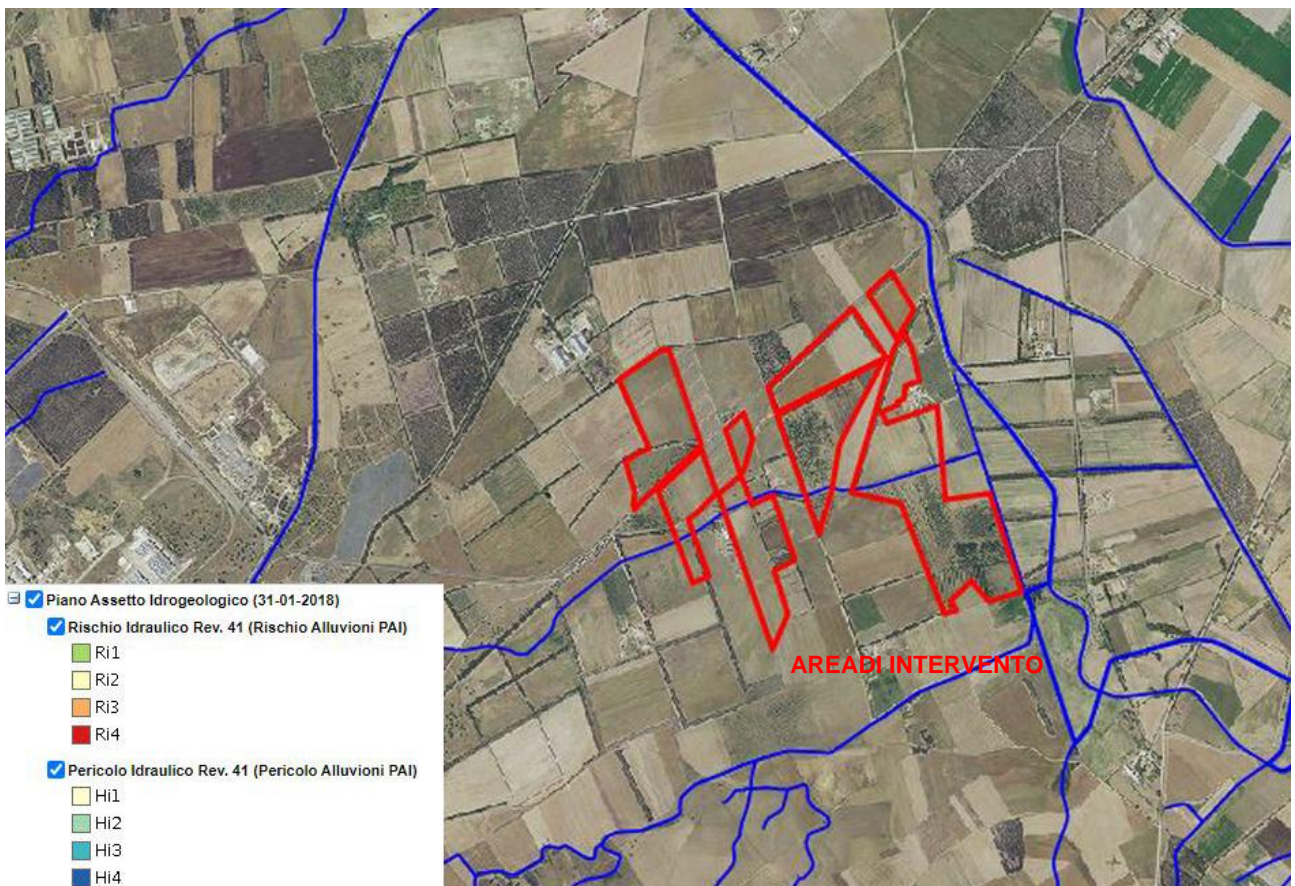 AREADI INTERVENTO
Piano Assetto Idrogeologico (31-01-2018)
Rischio Idraulico Rev. 41 (Rischio Alluvioni PAI)
Ri1
Ri2
Ri3
Ri4
Pericolo Idraulico Rev. 41 (Pericolo Alluvioni PAI)
Hi1
Hi2
Hi3
Hi4